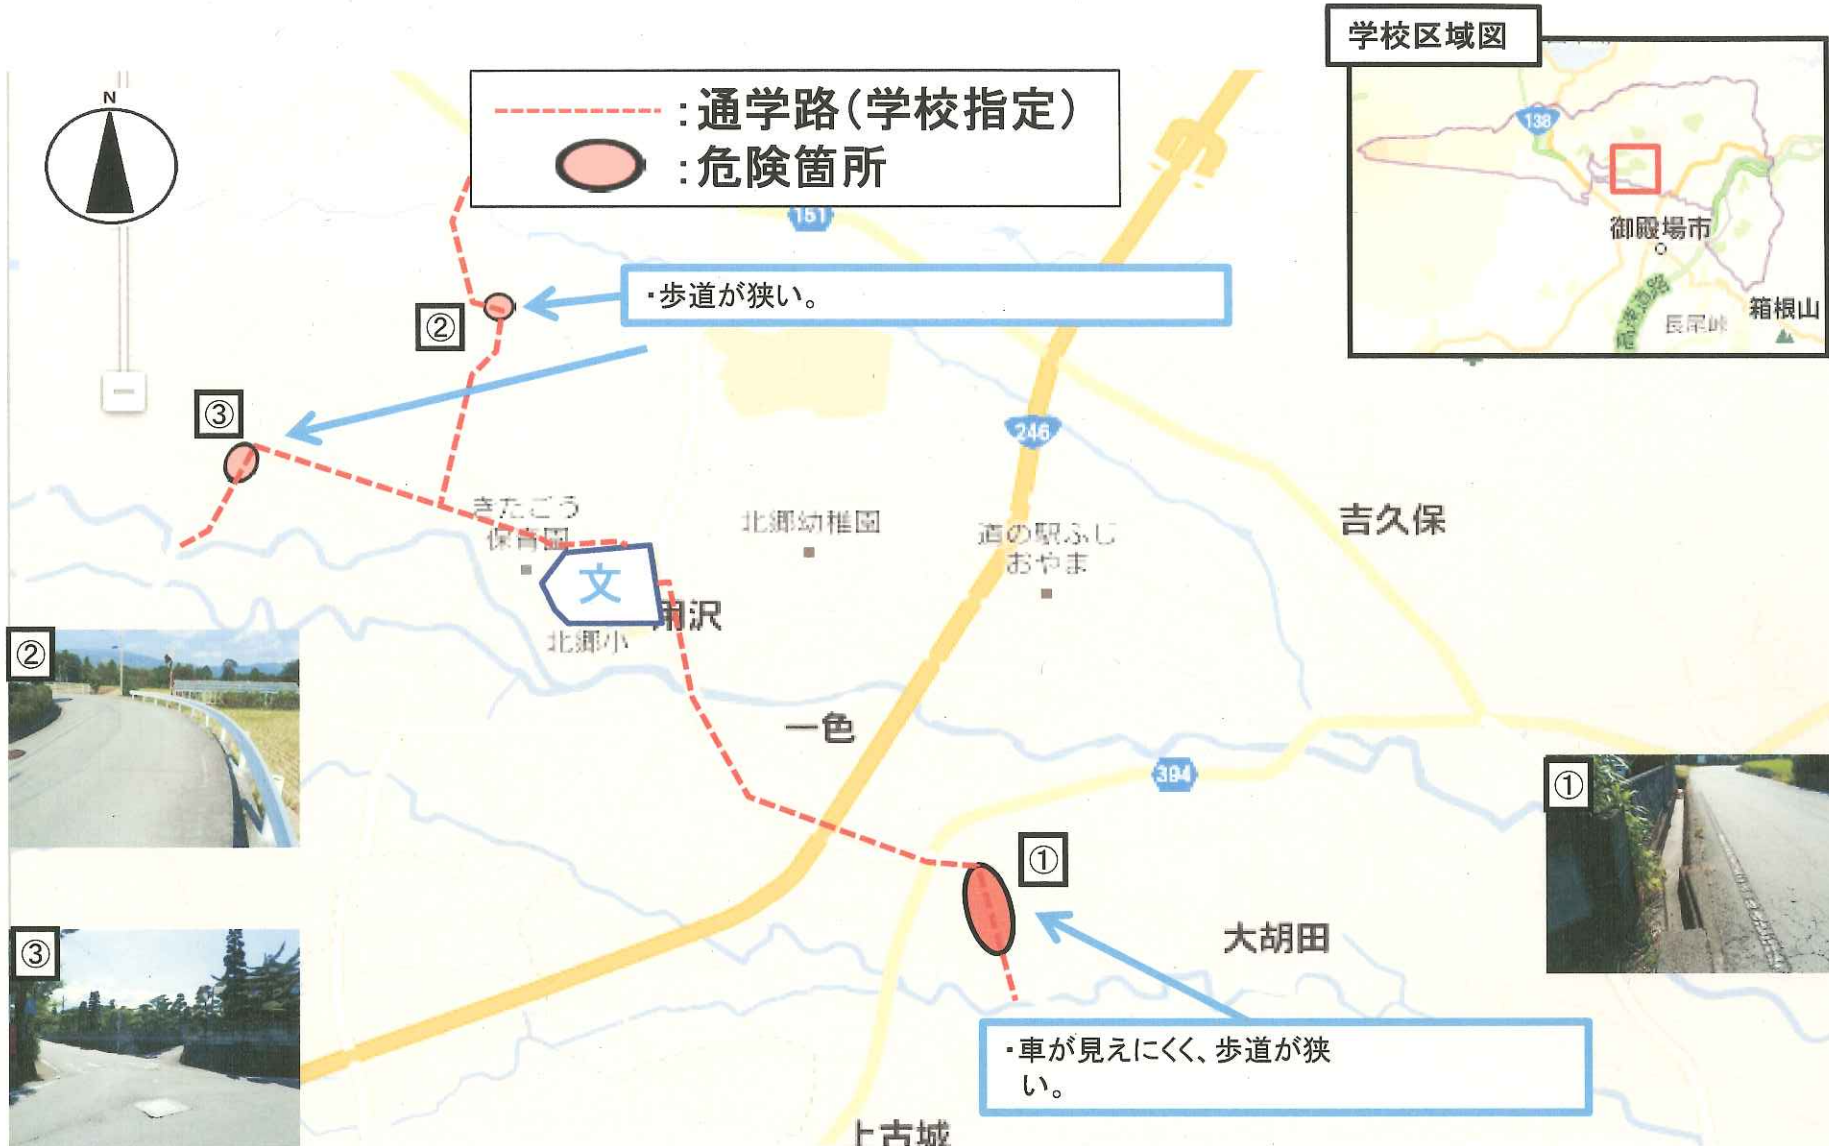 学校区域図
N
:通学路(学校指定)
:危険箇所
138
御殿場市
箱根山
長尾峠
151
・歩道が狭い。
②
③
246
きたごう
保育園
北郷幼稚園
道の駅ふじ
おやま
吉久保
文
用沢
北郷小
②
一色
394
①
①
大胡田
③
・車が見えにくく、歩道が狭
い。
上古城